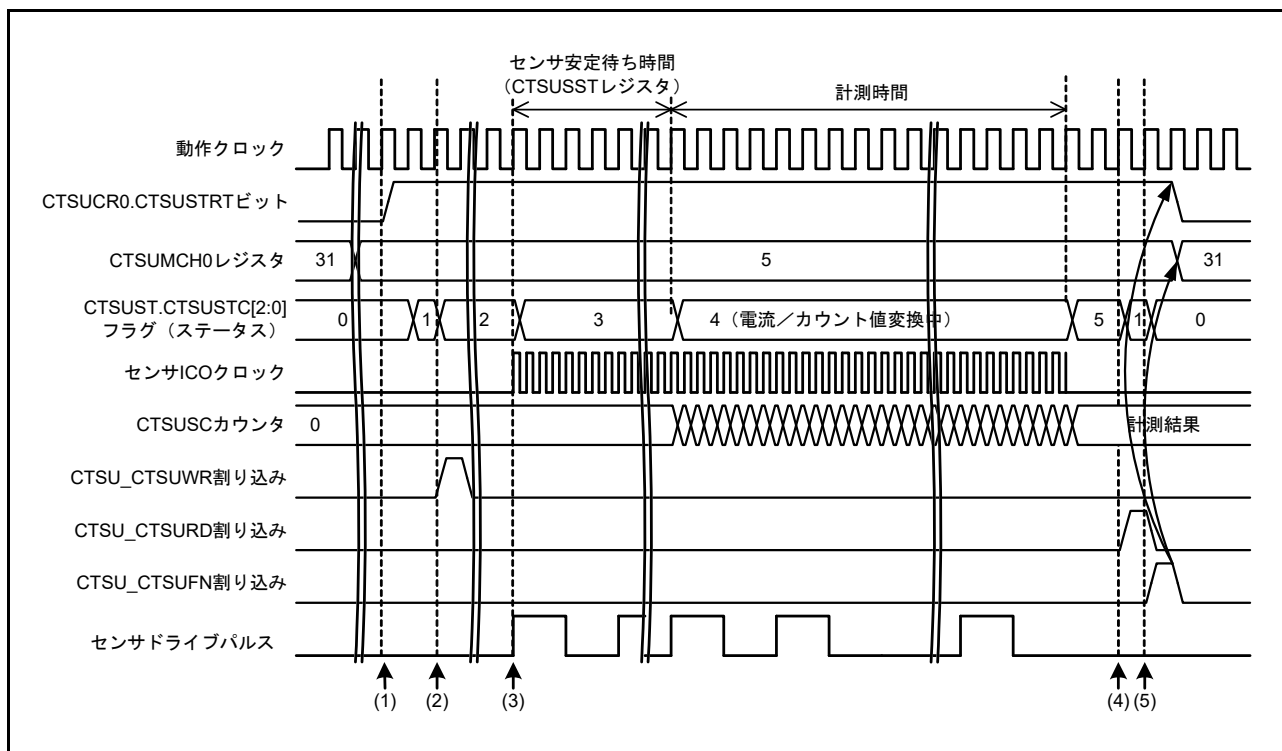 センサ安定待ち時間
（CTSUSSTレジスタ）
計測時間
動作クロック
CTSUCR0.CTSUSTRTビット
CTSUMCH0レジスタ
31
5
31
CTSUST.CTSUSTC[2:0]
フラグ（ステータス）
0
1
2
3
4（電流／カウント値変換中）
5
1
0
センサICOクロック
CTSUSCカウンタ
0
計測結果
CTSU_CTSUWR割り込み
CTSU_CTSURD割り込み
CTSU_CTSUFN割り込み
センサドライブパルス
(1)
(2)
(3)
(4)
(5)